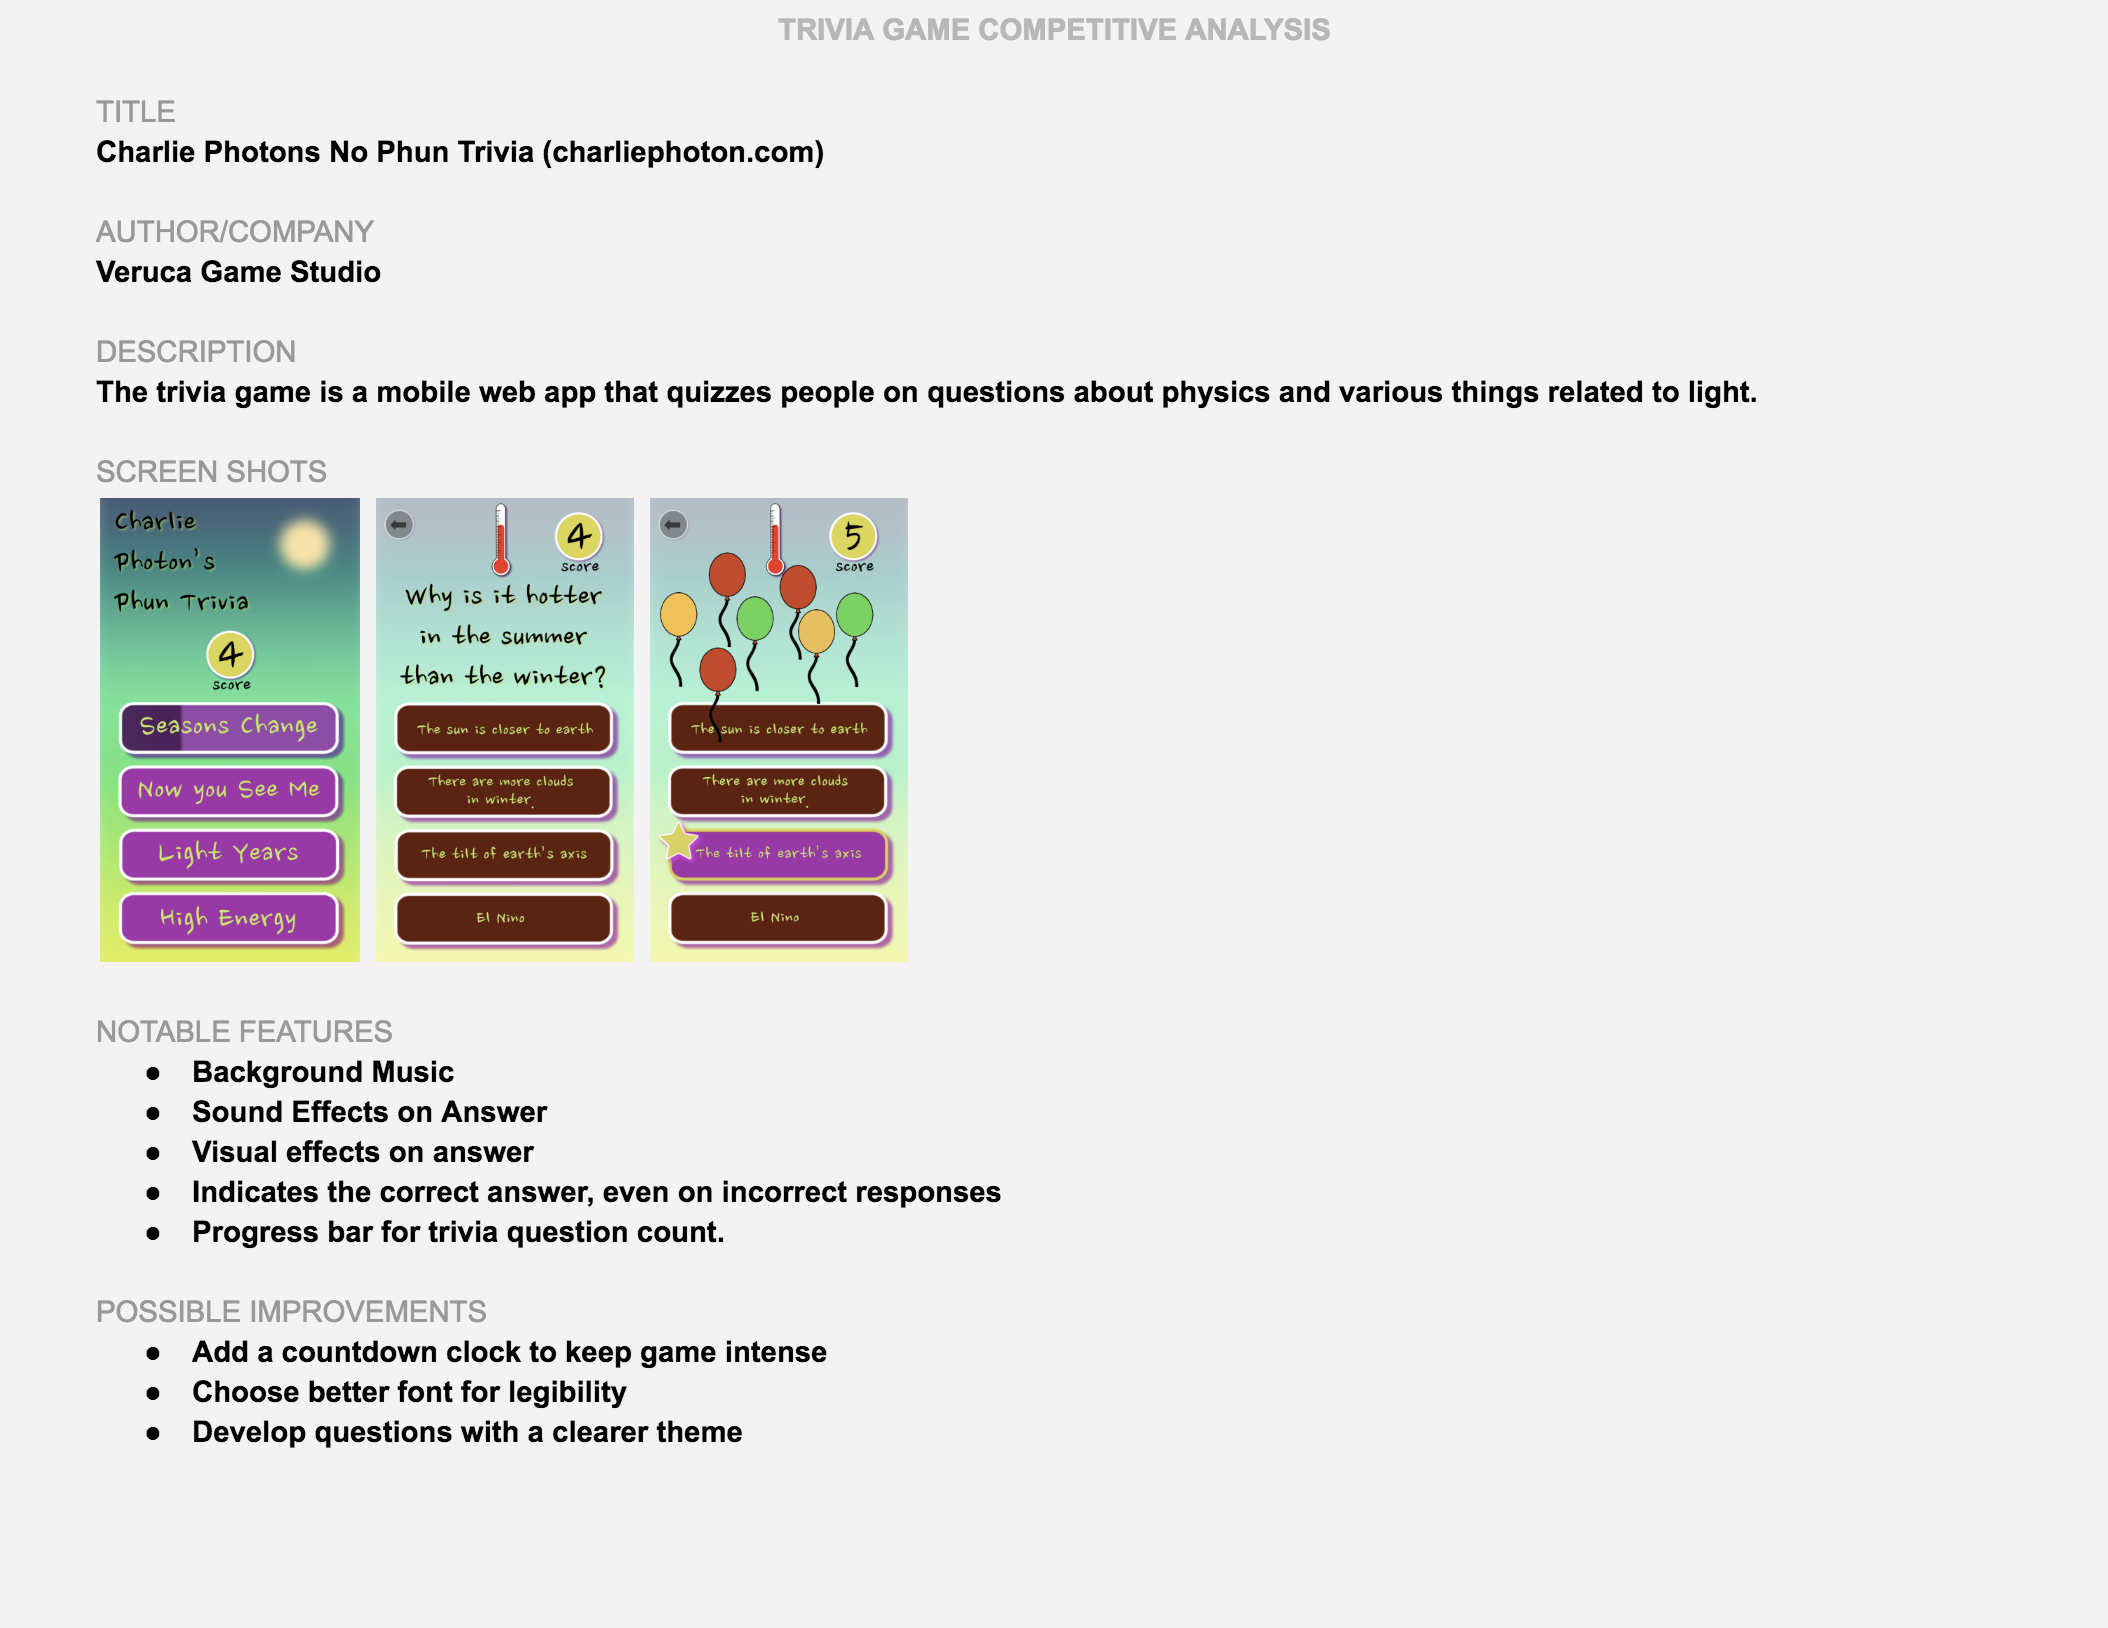 TRIVIA GAME COMPETITIVE ANALYSIS
TITLE
Charlie Photons No Phun Trivia (charliephoton.com)
AUTHOR/COMPANY
Veruca Game Studio
DESCRIPTION
The trivia game is a mobile web app that quizzes people on questions about physics and various things related to light.
SCREEN SHOTS
Charlie
Photon's
Phun Trivia
4
score
Seasons Change
Now you See Me
Light Years
High Energy
4
score
Why is it hotter
in the summer
than the winter?
The sun is closer to earth
There are more clouds
in winter.
The tilt of earth's axis
El Nino
5
score
The sun is closer to earth
There are more clouds
in winter.
The tilt of earth's axis
El Nino
NOTABLE FEATURES
● Background Music
● Sound Effects on Answer
● Visual effects on answer
● Indicates the correct answer, even on incorrect responses
● Progress bar for trivia question count.
POSSIBLE IMPROVEMENTS
● Add a countdown clock to keep game intense
● Choose better font for legibility
● Develop questions with a clearer theme